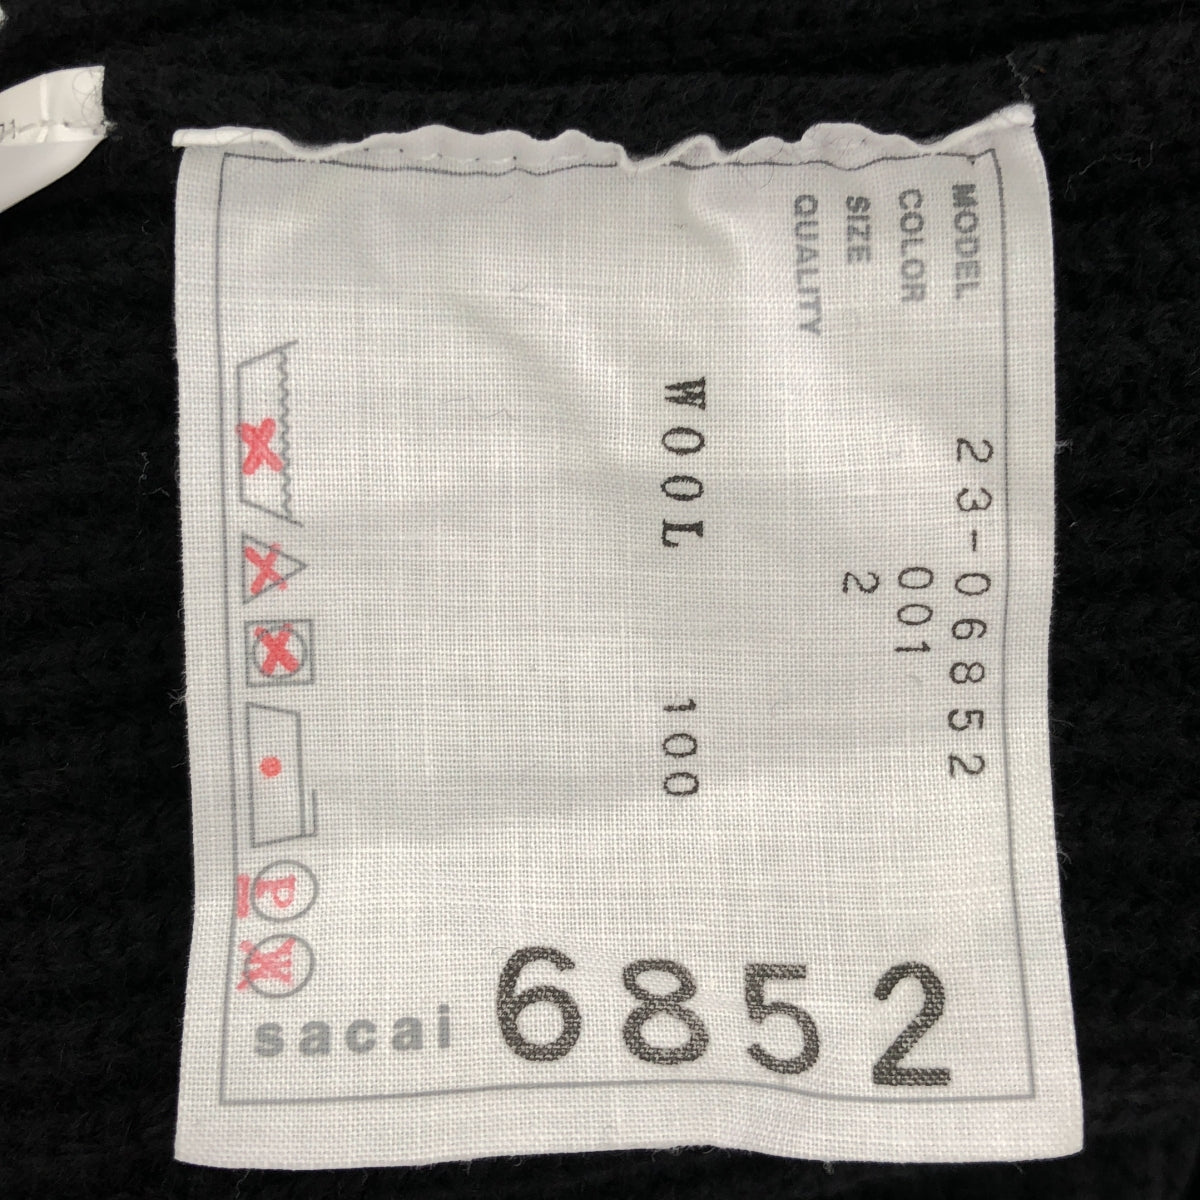 MODEL 23-06852
COLOR 001
SIZE 2
QUALITY
WOOL 100
P
W
sacai
6852